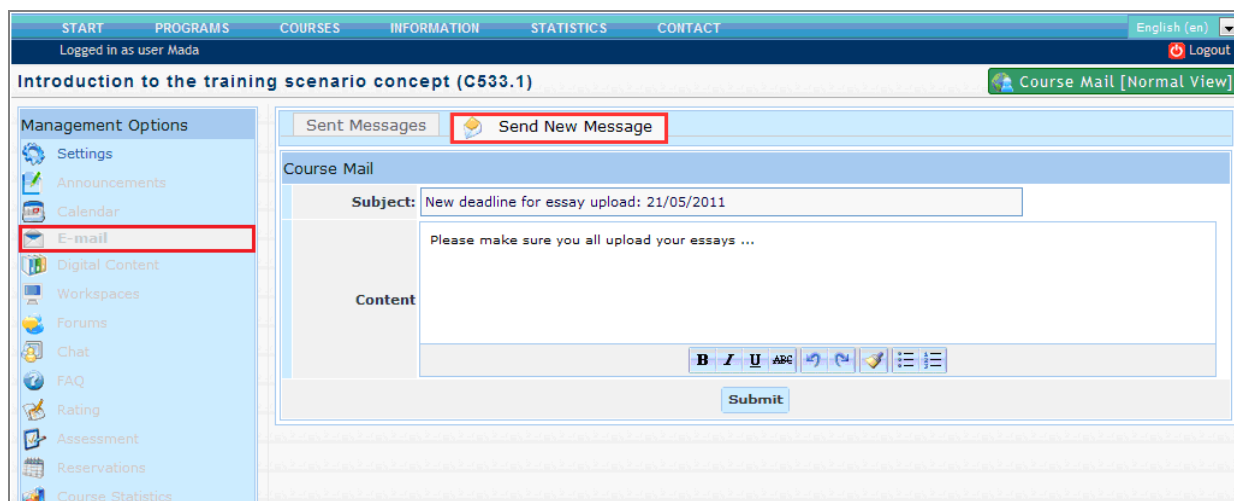 START PROGRAMS COURSES INFORMATION STATISTICS CONTACT English (en)
Logged in as user Mada Logout
Introduction to the training scenario concept (C533.1) Course Mail [Normal View]
Management Options
Settings
Announcements
Calendar
E-mail
Digital Content
Workspaces
Forums
Chat
FAQ
Rating
Assessment
Reservations
Course Statistics
Sent Messages Send New Message
Course Mail
Subject: New deadline for essay upload: 21/05/2011
Please make sure you all upload your essays ...
Content
B I U ABC
Submit